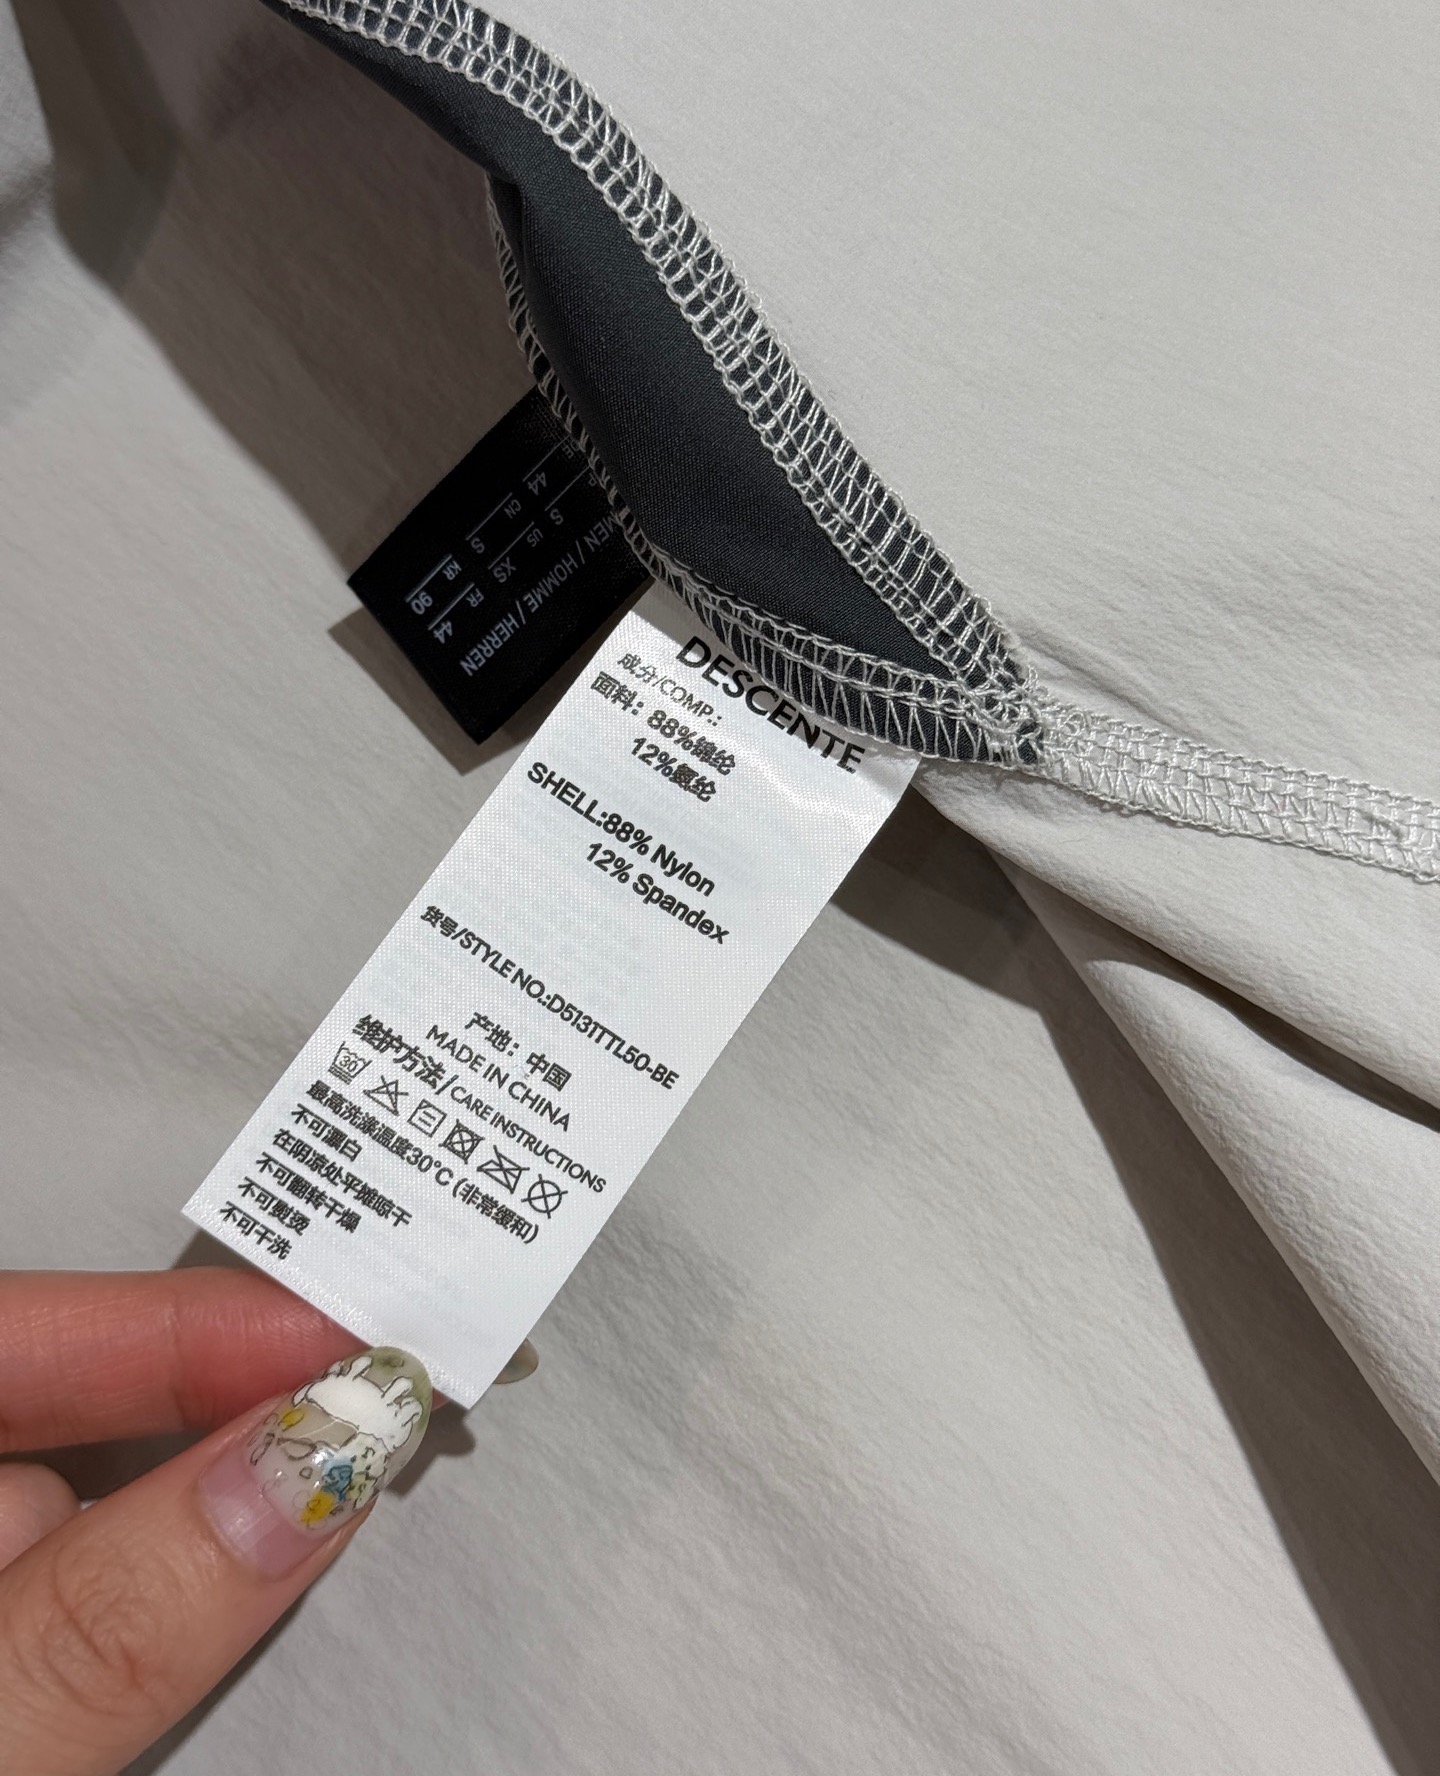 DESCENTE
成分/COMP.:
面料：88%锦纶
12%氨纶
SHELL:88% Nylon
12% Spandex
货号/STYLE NO.:D5131TTL50-BE
产地：中国
MADE IN CHINA
维护方法/CARE INSTRUCTIONS
30
最高洗涤温度30°C (非常缓和)
不可漂白
在阴凉处平摊晾干
不可翻转干燥
不可熨烫
不可干洗
MEN / HOMME / HERREN
S US XS FR 44
44 CN S KR 90